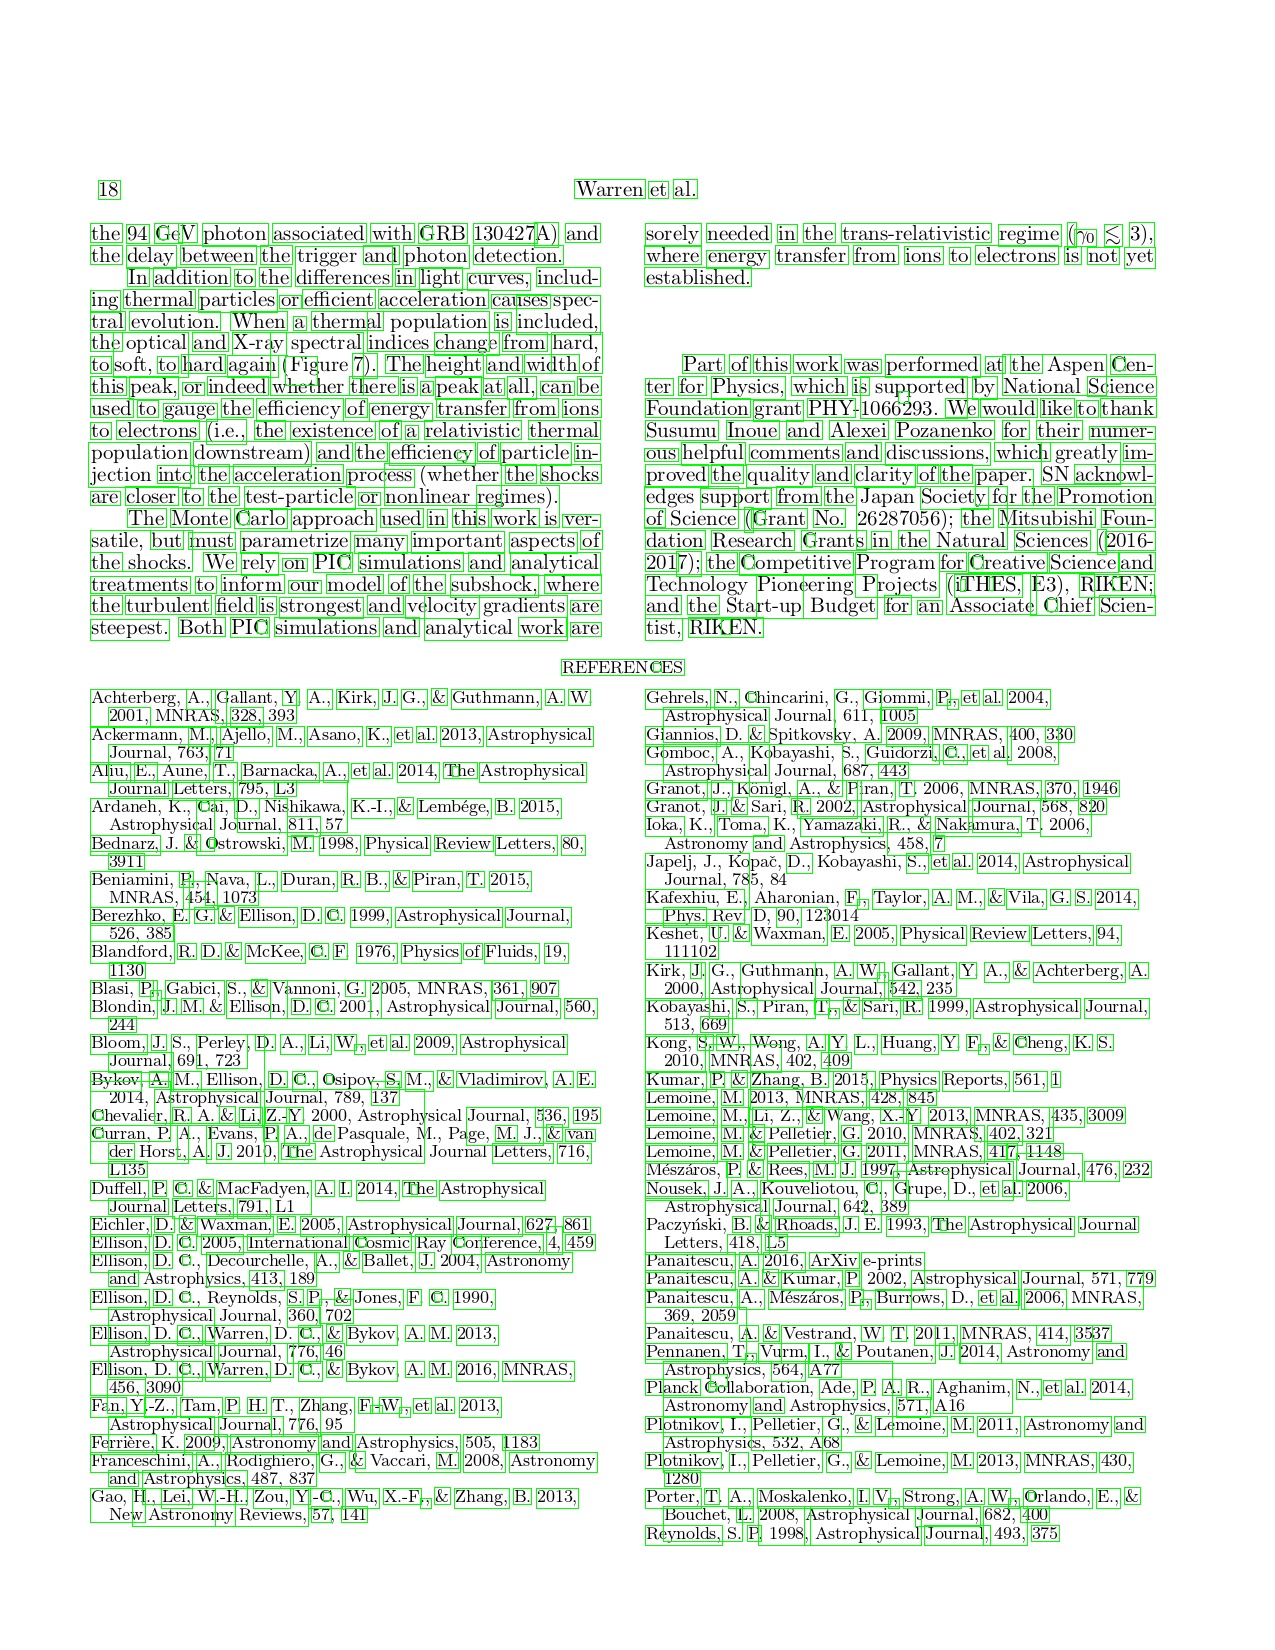 18
Warren et al.
the 94 GeV photon associated with GRB 130427A) and
the delay between the trigger and photon detection.
In addition to the differences in light curves, includ-
ing thermal particles or efficient acceleration causes spec-
tral evolution. When a thermal population is included,
the optical and X-ray spectral indices change from hard,
to soft, to hard again (Figure 7). The height and width of
this peak, or indeed whether there is a peak at all, can be
used to gauge the efficiency of energy transfer from ions
to electrons (i.e., the existence of a relativistic thermal
population downstream) and the efficiency of particle in-
jection into the acceleration process (whether the shocks
are closer to the test-particle or nonlinear regimes).
The Monte Carlo approach used in this work is ver-
satile, but must parametrize many important aspects of
the shocks. We rely on PIC simulations and analytical
treatments to inform our model of the subshock, where
the turbulent field is strongest and velocity gradients are
steepest. Both PIC simulations and analytical work are
sorely needed in the trans-relativistic regime (γ0 ≲ 3),
where energy transfer from ions to electrons is not yet
established.
Part of this work was performed at the Aspen Cen-
ter for Physics, which is supported by National Science
Foundation grant PHY-1066293. We would like to thank
Susumu Inoue and Alexei Pozanenko for their numer-
ous helpful comments and discussions, which greatly im-
proved the quality and clarity of the paper. SN acknowl-
edges support from the Japan Society for the Promotion
of Science (Grant No. 26287056); the Mitsubishi Foun-
dation Research Grants in the Natural Sciences (2016-
2017); the Competitive Program for Creative Science and
Technology Pioneering Projects (iTHES, E3), RIKEN;
and the Start-up Budget for an Associate Chief Scien-
tist, RIKEN.
REFERENCES
Achterberg, A., Gallant, Y. A., Kirk, J. G., & Guthmann, A. W.
2001, MNRAS, 328, 393
Ackermann, M., Ajello, M., Asano, K., et al. 2013, Astrophysical
Journal, 763, 71
Aliu, E., Aune, T., Barnacka, A., et al. 2014, The Astrophysical
Journal Letters, 795, L3
Ardaneh, K., Cai, D., Nishikawa, K.-I., & Lembége, B. 2015,
Astrophysical Journal, 811, 57
Bednarz, J. & Ostrowski, M. 1998, Physical Review Letters, 80,
3911
Beniamini, P., Nava, L., Duran, R. B., & Piran, T. 2015,
MNRAS, 454, 1073
Berezhko, E. G. & Ellison, D. C. 1999, Astrophysical Journal,
526, 385
Blandford, R. D. & McKee, C. F. 1976, Physics of Fluids, 19,
1130
Blasi, P., Gabici, S., & Vannoni, G. 2005, MNRAS, 361, 907
Blondin, J. M. & Ellison, D. C. 2001, Astrophysical Journal, 560,
244
Bloom, J. S., Perley, D. A., Li, W., et al. 2009, Astrophysical
Journal, 691, 723
Bykov, A. M., Ellison, D. C., Osipov, S. M., & Vladimirov, A. E.
2014, Astrophysical Journal, 789, 137
Chevalier, R. A. & Li, Z.-Y. 2000, Astrophysical Journal, 536, 195
Curran, P. A., Evans, P. A., de Pasquale, M., Page, M. J., & van
der Horst, A. J. 2010, The Astrophysical Journal Letters, 716,
L135
Duffell, P. C. & MacFadyen, A. I. 2014, The Astrophysical
Journal Letters, 791, L1
Eichler, D. & Waxman, E. 2005, Astrophysical Journal, 627, 861
Ellison, D. C. 2005, International Cosmic Ray Conference, 4, 459
Ellison, D. C., Decourchelle, A., & Ballet, J. 2004, Astronomy
and Astrophysics, 413, 189
Ellison, D. C., Reynolds, S. P., & Jones, F. C. 1990,
Astrophysical Journal, 360, 702
Ellison, D. C., Warren, D. C., & Bykov, A. M. 2013,
Astrophysical Journal, 776, 46
Ellison, D. C., Warren, D. C., & Bykov, A. M. 2016, MNRAS,
456, 3090
Fan, Y.-Z., Tam, P. H. T., Zhang, F.-W., et al. 2013,
Astrophysical Journal, 776, 95
Ferrière, K. 2009, Astronomy and Astrophysics, 505, 1183
Franceschini, A., Rodighiero, G., & Vaccari, M. 2008, Astronomy
and Astrophysics, 487, 837
Gao, H., Lei, W.-H., Zou, Y.-C., Wu, X.-F., & Zhang, B. 2013,
New Astronomy Reviews, 57, 141
Gehrels, N., Chincarini, G., Giommi, P., et al. 2004,
Astrophysical Journal, 611, 1005
Giannios, D. & Spitkovsky, A. 2009, MNRAS, 400, 330
Gomboc, A., Kobayashi, S., Guidorzi, C., et al. 2008,
Astrophysical Journal, 687, 443
Granot, J., Königl, A., & Piran, T. 2006, MNRAS, 370, 1946
Granot, J. & Sari, R. 2002, Astrophysical Journal, 568, 820
Ioka, K., Toma, K., Yamazaki, R., & Nakamura, T. 2006,
Astronomy and Astrophysics, 458, 7
Japelj, J., Kopač, D., Kobayashi, S., et al. 2014, Astrophysical
Journal, 785, 84
Kafexhiu, E., Aharonian, F., Taylor, A. M., & Vila, G. S. 2014,
Phys. Rev. D, 90, 123014
Keshet, U. & Waxman, E. 2005, Physical Review Letters, 94,
111102
Kirk, J. G., Guthmann, A. W., Gallant, Y. A., & Achterberg, A.
2000, Astrophysical Journal, 542, 235
Kobayashi, S., Piran, T., & Sari, R. 1999, Astrophysical Journal,
513, 669
Kong, S. W., Wong, A. Y. L., Huang, Y. F., & Cheng, K. S.
2010, MNRAS, 402, 409
Kumar, P. & Zhang, B. 2015, Physics Reports, 561, 1
Lemoine, M. 2013, MNRAS, 428, 845
Lemoine, M., Li, Z., & Wang, X.-Y. 2013, MNRAS, 435, 3009
Lemoine, M. & Pelletier, G. 2010, MNRAS, 402, 321
Lemoine, M. & Pelletier, G. 2011, MNRAS, 417, 1148
Mészáros, P. & Rees, M. J. 1997, Astrophysical Journal, 476, 232
Nousek, J. A., Kouveliotou, C., Grupe, D., et al. 2006,
Astrophysical Journal, 642, 389
Paczyński, B. & Rhoads, J. E. 1993, The Astrophysical Journal
Letters, 418, L5
Panaitescu, A. 2016, ArXiv e-prints
Panaitescu, A. & Kumar, P. 2002, Astrophysical Journal, 571, 779
Panaitescu, A., Mészáros, P., Burrows, D., et al. 2006, MNRAS,
369, 2059
Panaitescu, A. & Vestrand, W. T. 2011, MNRAS, 414, 3537
Pennanen, T., Vurm, I., & Poutanen, J. 2014, Astronomy and
Astrophysics, 564, A77
Planck Collaboration, Ade, P. A. R., Aghanim, N., et al. 2014,
Astronomy and Astrophysics, 571, A16
Plotnikov, I., Pelletier, G., & Lemoine, M. 2011, Astronomy and
Astrophysics, 532, A68
Plotnikov, I., Pelletier, G., & Lemoine, M. 2013, MNRAS, 430,
1280
Porter, T. A., Moskalenko, I. V., Strong, A. W., Orlando, E., &
Bouchet, L. 2008, Astrophysical Journal, 682, 400
Reynolds, S. P. 1998, Astrophysical Journal, 493, 375